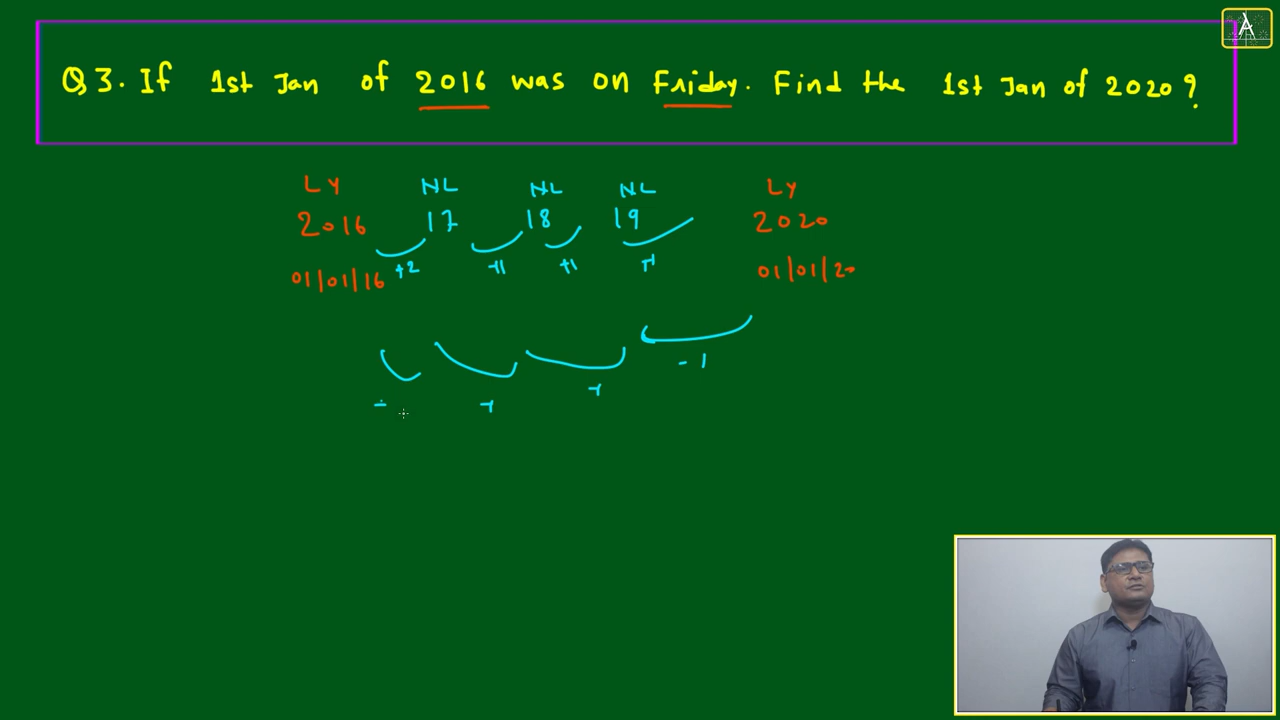 Q3. If 1st Jan of 2016 was on Friday. Find the 1st Jan of 2020?
LY NL NL NL LY
2016 17 18 19 2020
01/01/16 +2 +1 +1 +1 01/01/20
-1